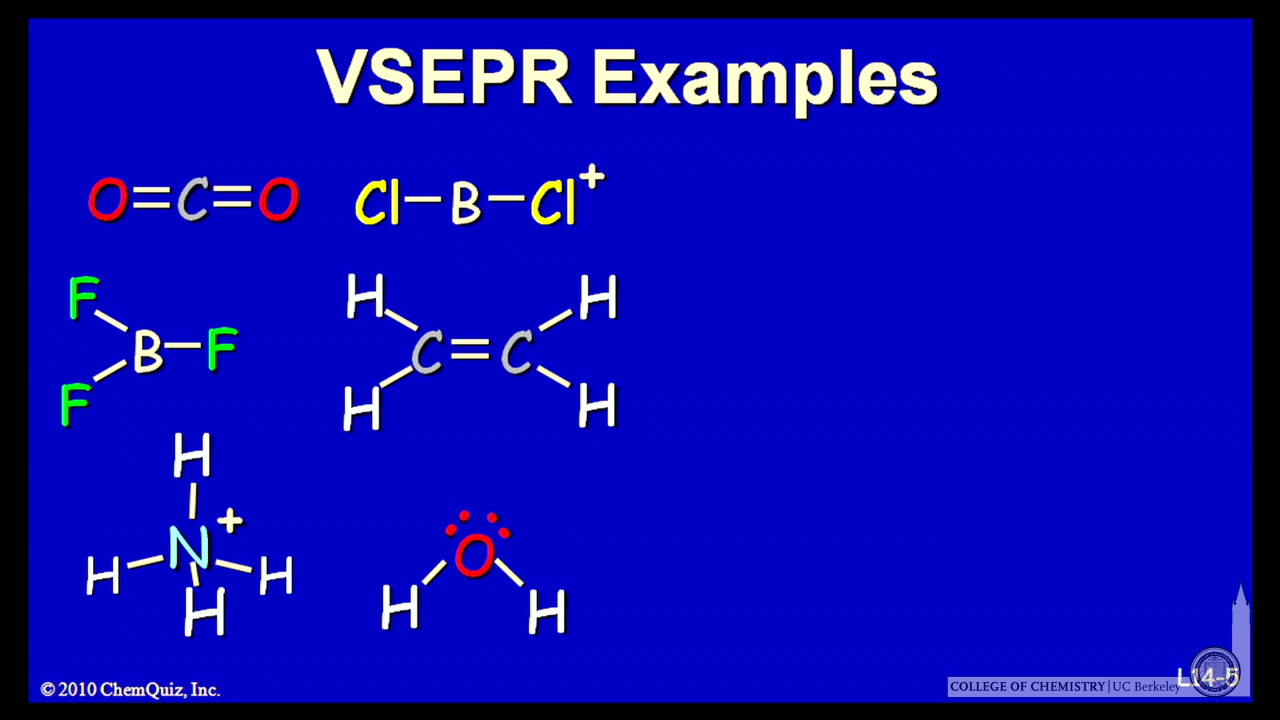 VSEPR Examples
O=C=O
Cl–B–Cl+
F
B–F
F
H H
C=C
H H
H
N+
H H
H
O
H H
© 2010 ChemQuiz, Inc.
L14-5
COLLEGE OF CHEMISTRY | UC Berkeley